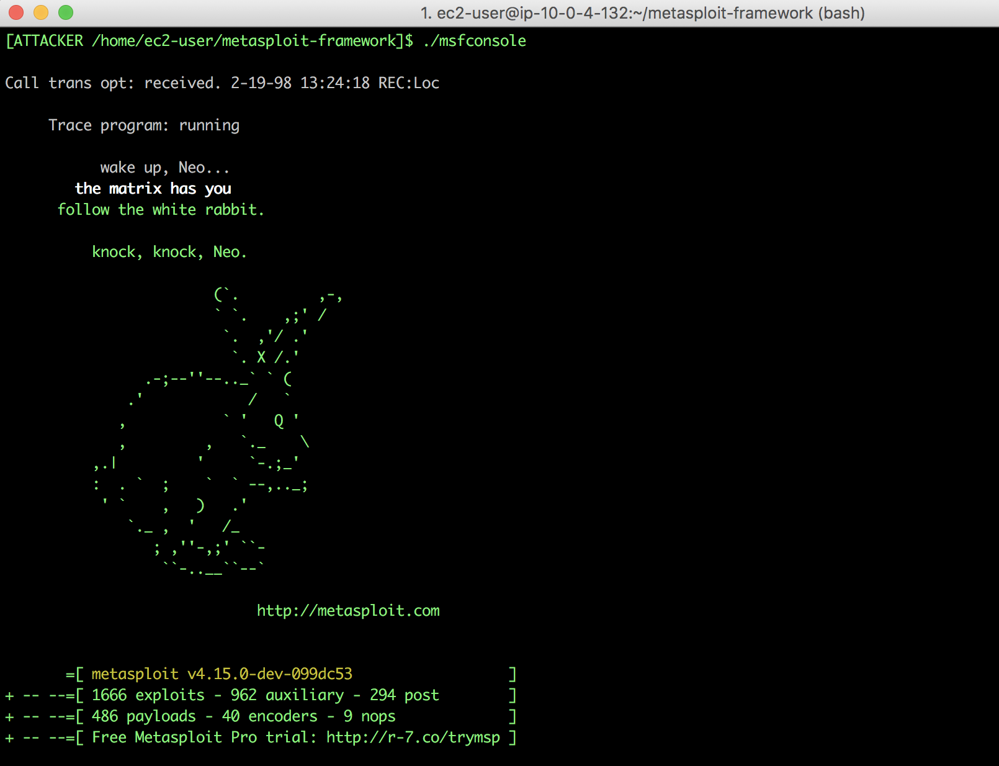 1. ec2-user@ip-10-0-4-132:~/metasploit-framework (bash)
[ATTACKER /home/ec2-user/metasploit-framework]$ ./msfconsole
Call trans opt: received. 2-19-98 13:24:18 REC:Loc
Trace program: running
wake up, Neo...
the matrix has you
follow the white rabbit.
knock, knock, Neo.
http://metasploit.com
=[ metasploit v4.15.0-dev-099dc53 ]
+ -- --=[ 1666 exploits - 962 auxiliary - 294 post ]
+ -- --=[ 486 payloads - 40 encoders - 9 nops ]
+ -- --=[ Free Metasploit Pro trial: http://r-7.co/trymsp ]